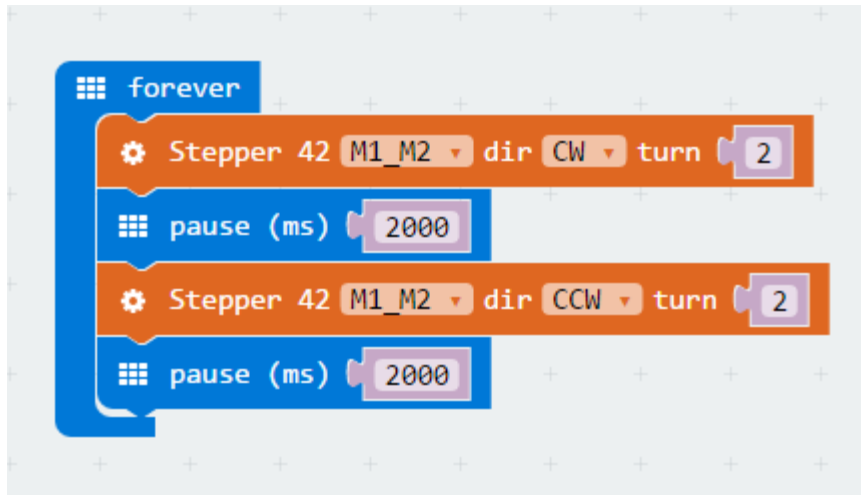 forever
Stepper 42 M1_M2 dir CW turn 2
pause (ms) 2000
Stepper 42 M1_M2 dir CCW turn 2
pause (ms) 2000